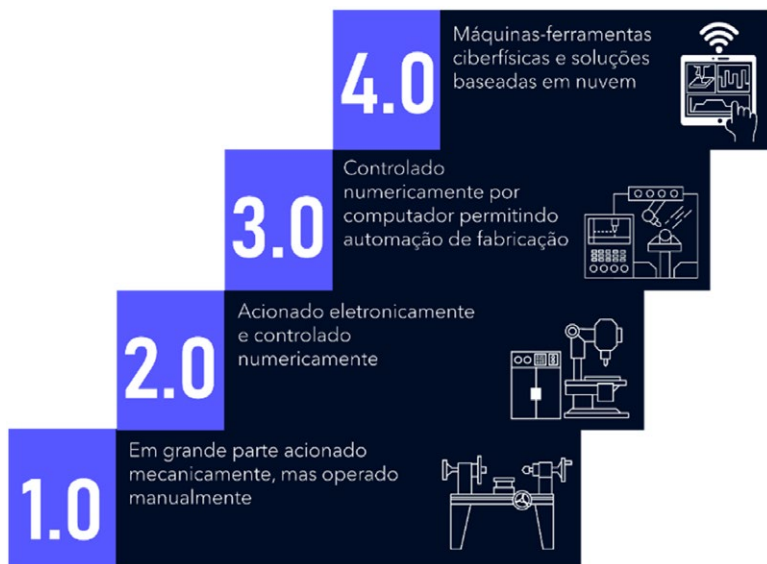 4.0
Máquinas-ferramentas
ciberfísicas e soluções
baseadas em nuvem
3.0
Controlado
numericamente por
computador permitindo
automação de fabricação
2.0
Acionado eletronicamente
e controlado
numericamente
1.0
Em grande parte acionado
mecanicamente, mas operado
manualmente